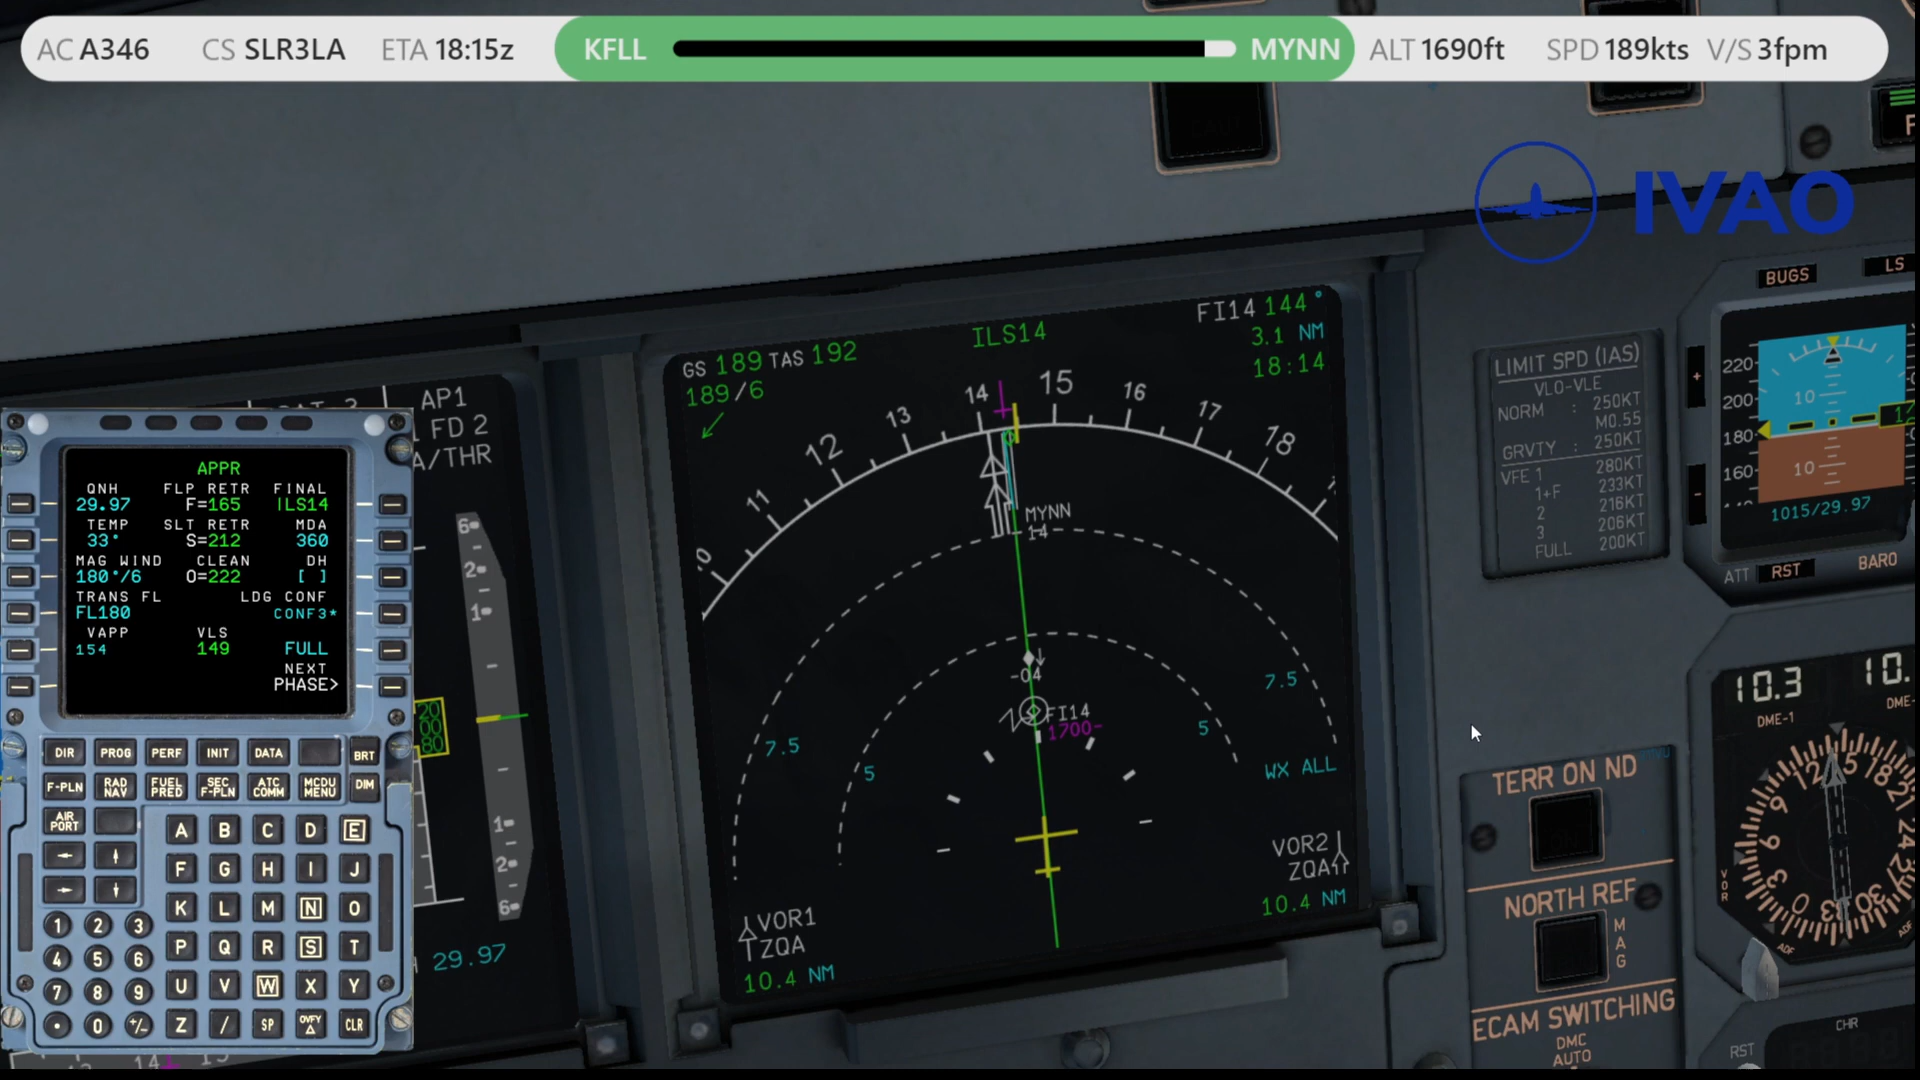 AC A346 CS SLR3LA ETA 18:15z KFLL MYNN ALT 1690ft SPD 189kts V/S 3fpm
IVAO
BUGS LS
AP1
FD 2
A/THR
29.97
GS 189 TAS 192
189/6
ILS14
FI14 144°
3.1 NM
18:14
11 12 13 14 15 16 17 18
MYNN
14
-04
FI14
1700-
7.5 7.5
5 5
WX ALL
VOR1
ZQA
10.4 NM
VOR2
ZQA
10.4 NM
APPR
QNH FLP RETR FINAL
29.97 F=165 ILS14
TEMP SLT RETR MDA
33° S=212 360
MAG WIND CLEAN DH
180°/6 O=222 [ ]
TRANS FL LDG CONF
FL180 CONF3*
VAPP VLS
154 149 FULL
NEXT
PHASE>
DIR PROG PERF INIT DATA BRT
F-PLN RAD NAV FUEL PRED SEC F-PLN ATC COMM MCDU MENU DIM
AIR PORT
A B C D E
F G H I J
K L M N O
1 2 3
P Q R S T
4 5 6
U V W X Y
7 8 9
Z / SP OVFY Δ CLR
. 0 +/-
LIMIT SPD (IAS)
VLO-VLE
NORM : 250KT
M0.55
GRVTY : 250KT
VFE 1 280KT
1+F 233KT
2 216KT
3 206KT
FULL 200KT
220
200
180
160
10
10
1015/29.97
ATT RST BARO
10.3 10.
DME-1 DME-
TERR ON ND
NORTH REF
MAG
ECAM SWITCHING
DMC
AUTO
VOR
ADF
CHR
RST